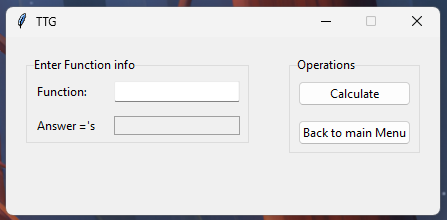 TTG
Enter Function info
Function:
Answer ='s
Operations
Calculate
Back to main Menu